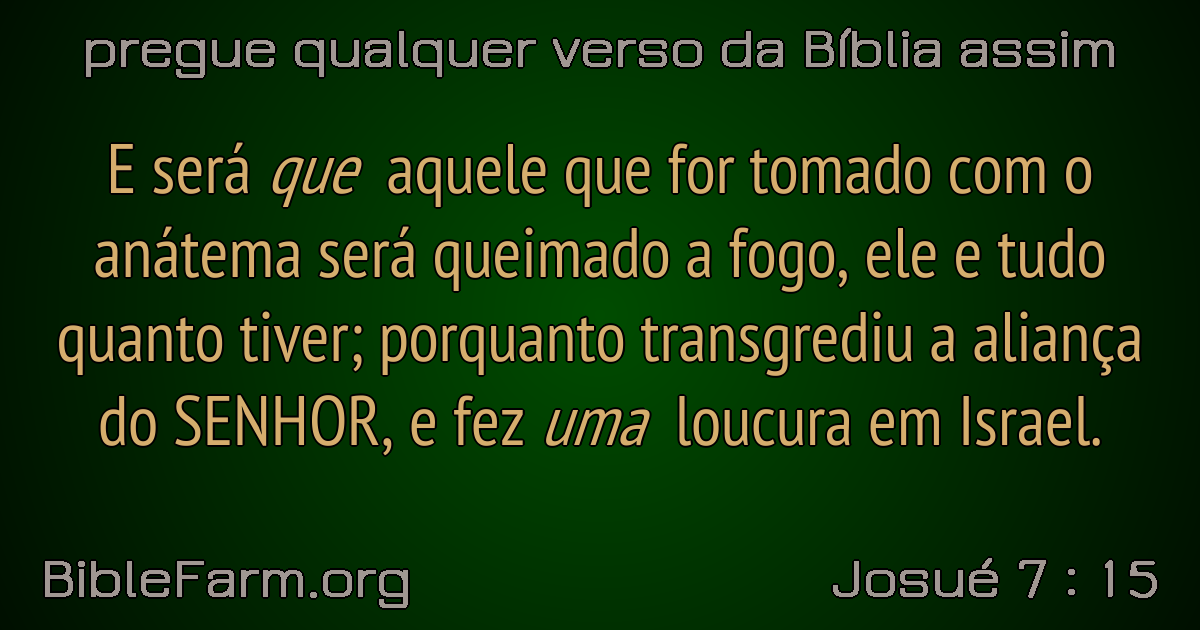 pregue qualquer verso da Bíblia assim
E será que aquele que for tomado com o
anátema será queimado a fogo, ele e tudo
quanto tiver; porquanto transgrediu a aliança
do SENHOR, e fez uma loucura em Israel.
BibleFarm.org
Josué 7 : 15